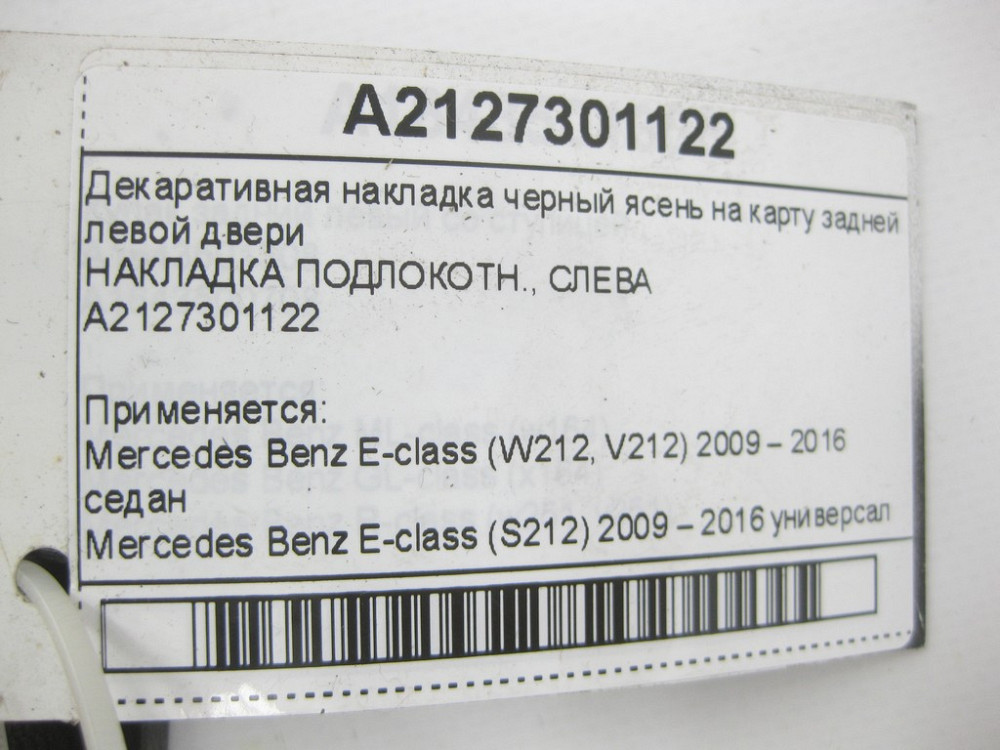 A2127301122
Декаративная накладка черный ясень на карту задней
левой двери
НАКЛАДКА ПОДЛОКОТН., СЛЕВА
A2127301122
Применяется:
Mercedes Benz E-class (W212, V212) 2009 – 2016
седан
Mercedes Benz E-class (S212) 2009 – 2016 универсал